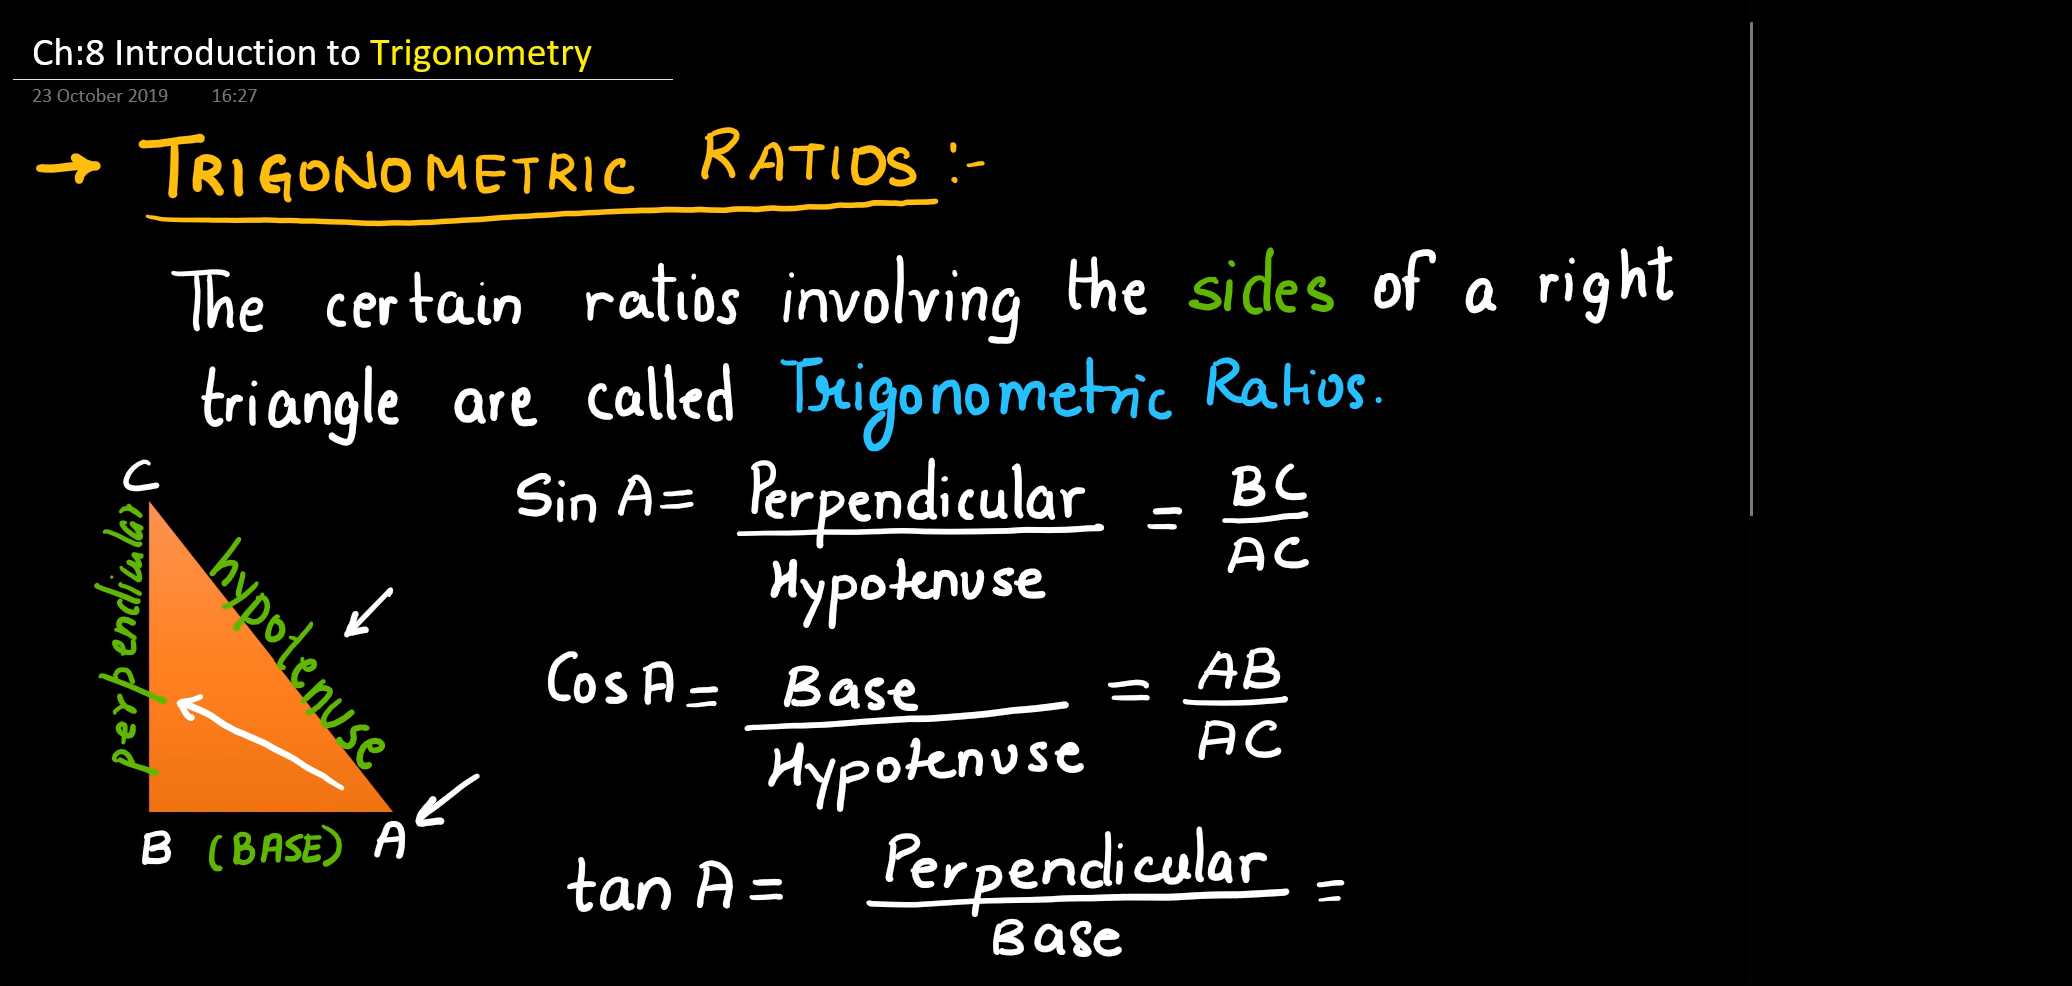 Ch:8 Introduction to Trigonometry
23 October 2019 16:27
→ TRIGONOMETRIC RATIOS :-
The certain ratios involving the sides of a right
triangle are called Trigonometric Ratios.
C
perpendicular
hypotenuse
B (BASE) A
Sin A = Perpendicular / Hypotenuse = BC / AC
Cos A = Base / Hypotenuse = AB / AC
tan A = Perpendicular / Base =